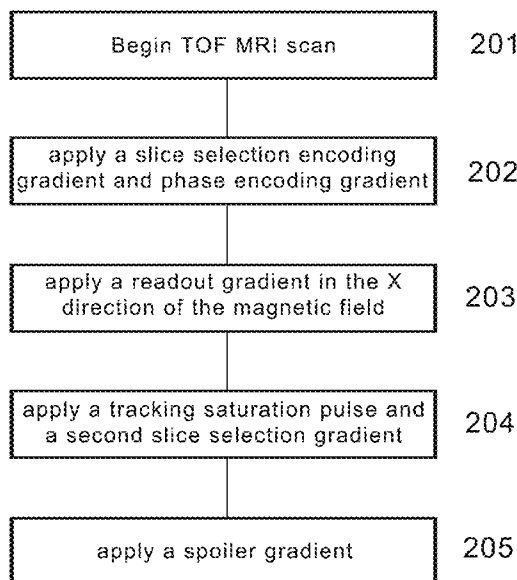 Begin TOF MRI scan 201
apply a slice selection encoding
gradient and phase encoding gradient 202
apply a readout gradient in the X
direction of the magnetic field 203
apply a tracking saturation pulse and
a second slice selection gradient 204
apply a spoiler gradient 205